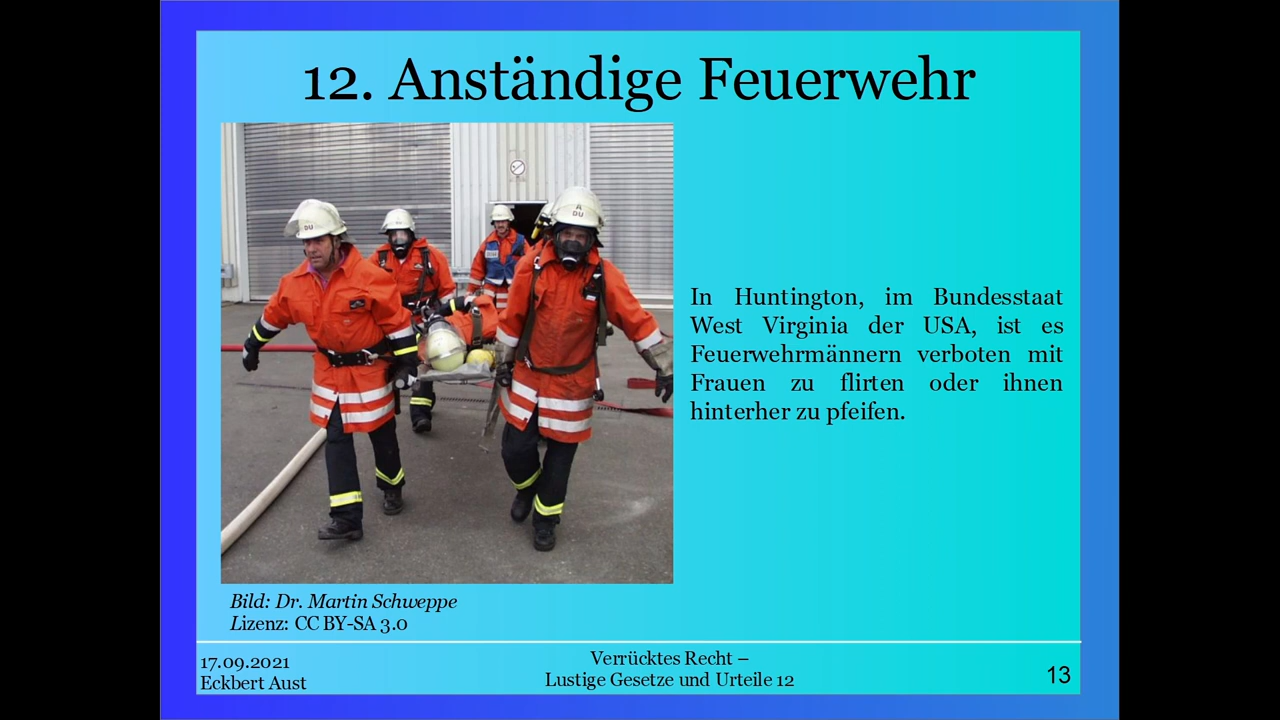 12. Anständige Feuerwehr
DU
A
DU
In Huntington, im Bundesstaat
West Virginia der USA, ist es
Feuerwehrmännern verboten mit
Frauen zu flirten oder ihnen
hinterher zu pfeifen.
Bild: Dr. Martin Schweppe
Lizenz: CC BY-SA 3.0
17.09.2021
Eckbert Aust
Verrücktes Recht –
Lustige Gesetze und Urteile 12
13